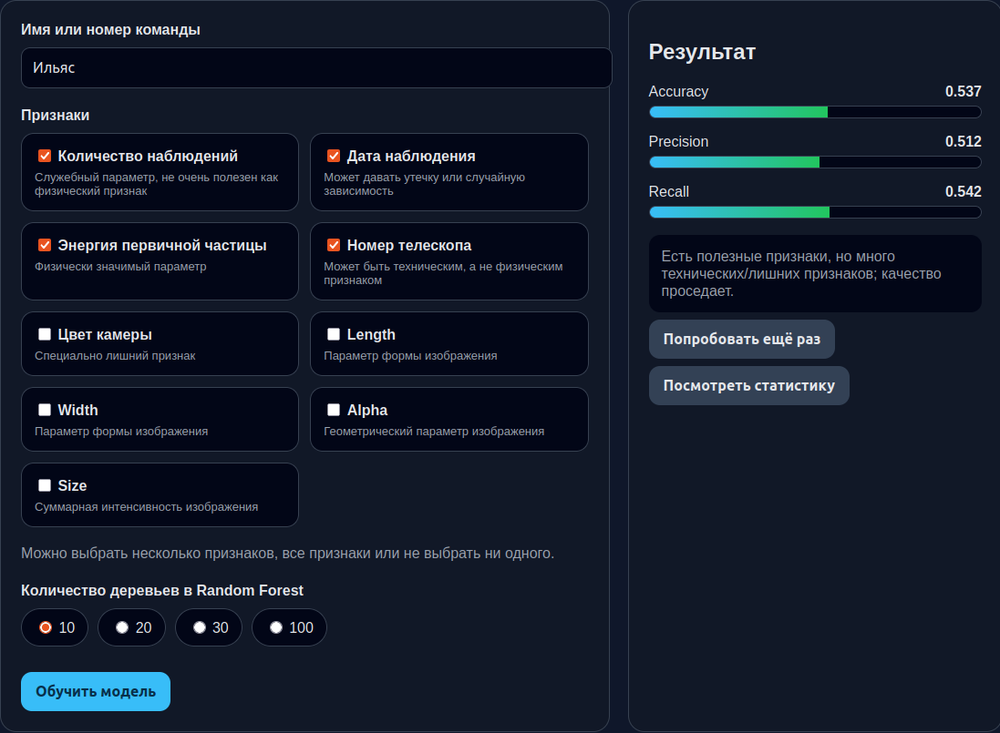 Имя или номер команды
Ильяс
Признаки
Количество наблюдений
Служебный параметр, не очень полезен как
физический признак
Дата наблюдения
Может давать утечку или случайную
зависимость
Энергия первичной частицы
Физически значимый параметр
Номер телескопа
Может быть техническим, а не физическим
признаком
Цвет камеры
Специально лишний признак
Length
Параметр формы изображения
Width
Параметр формы изображения
Alpha
Геометрический параметр изображения
Size
Суммарная интенсивность изображения
Можно выбрать несколько признаков, все признаки или не выбрать ни одного.
Количество деревьев в Random Forest
10 20 30 100
Обучить модель
Результат
Accuracy 0.537
Precision 0.512
Recall 0.542
Есть полезные признаки, но много
технических/лишних признаков; качество
проседает.
Попробовать ещё раз
Посмотреть статистику